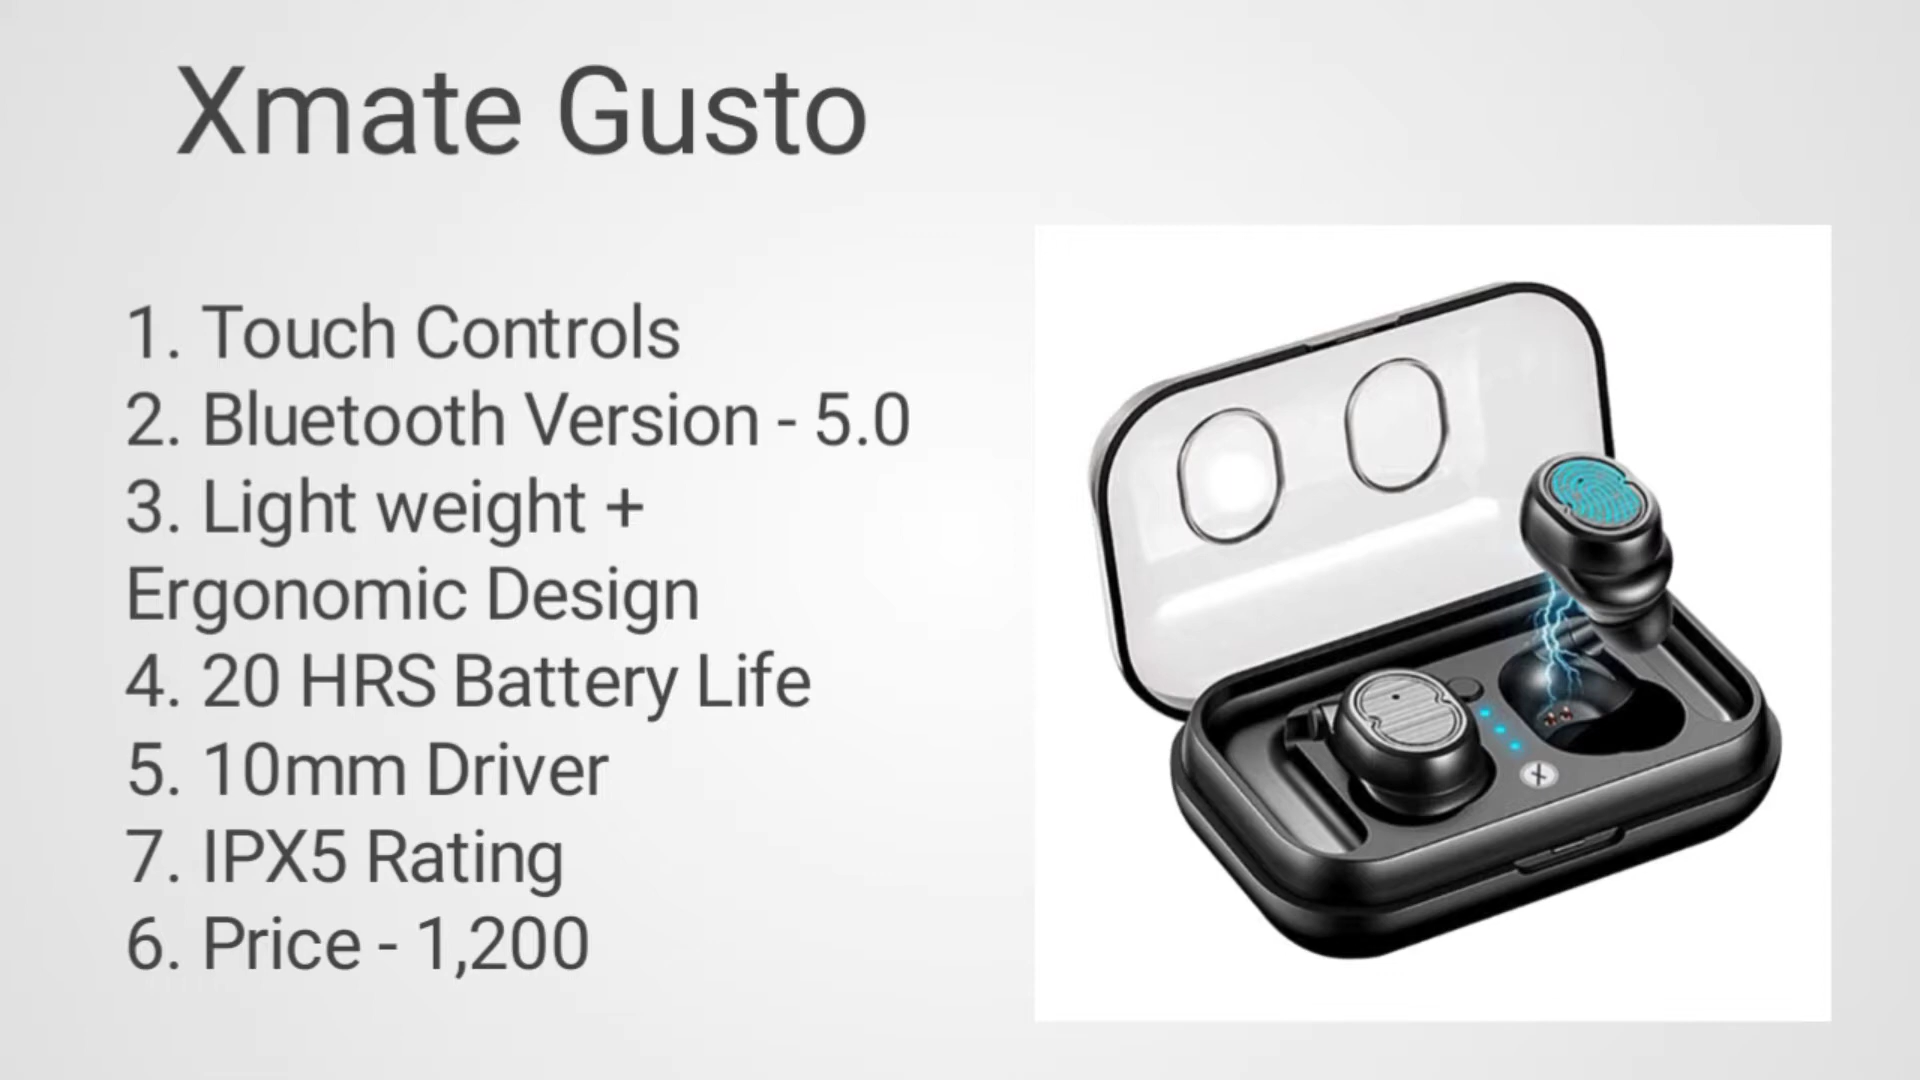 Xmate Gusto
1. Touch Controls
2. Bluetooth Version - 5.0
3. Light weight +
Ergonomic Design
4. 20 HRS Battery Life
5. 10mm Driver
7. IPX5 Rating
6. Price - 1,200
X